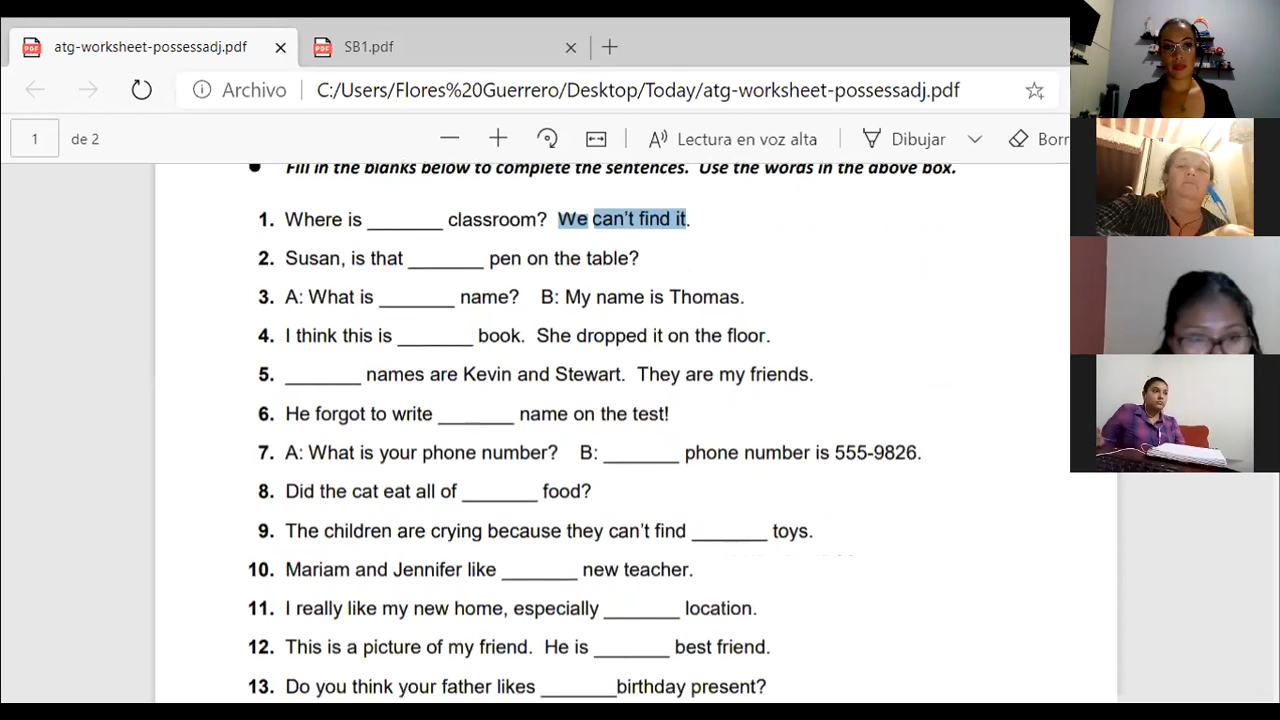 atg-worksheet-possessadj.pdf
SB1.pdf
Archivo
C:/Users/Flores%20Guerrero/Desktop/Today/atg-worksheet-possessadj.pdf
1 de 2
Lectura en voz alta
Dibujar
Borr
● Fill in the blanks below to complete the sentences. Use the words in the above box.
1. Where is _______ classroom? We can't find it.
2. Susan, is that _______ pen on the table?
3. A: What is _______ name? B: My name is Thomas.
4. I think this is _______ book. She dropped it on the floor.
5. _______ names are Kevin and Stewart. They are my friends.
6. He forgot to write _______ name on the test!
7. A: What is your phone number? B: _______ phone number is 555-9826.
8. Did the cat eat all of _______ food?
9. The children are crying because they can't find _______ toys.
10. Mariam and Jennifer like _______ new teacher.
11. I really like my new home, especially _______ location.
12. This is a picture of my friend. He is _______ best friend.
13. Do you think your father likes _______birthday present?